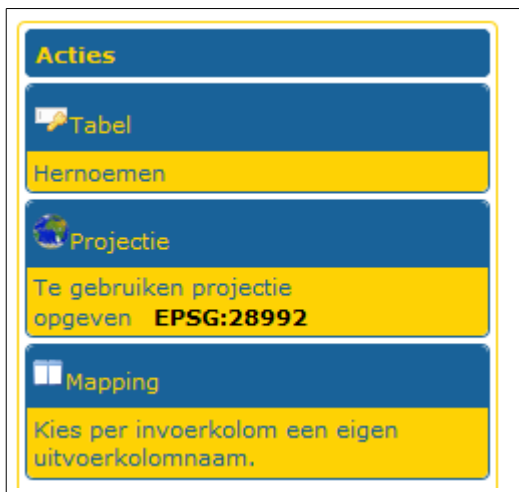 Acties
Tabel
Hernoemen
Projectie
Te gebruiken projectie
opgeven EPSG:28992
Mapping
Kies per invoerkolom een eigen
uitvoerkolomnaam.